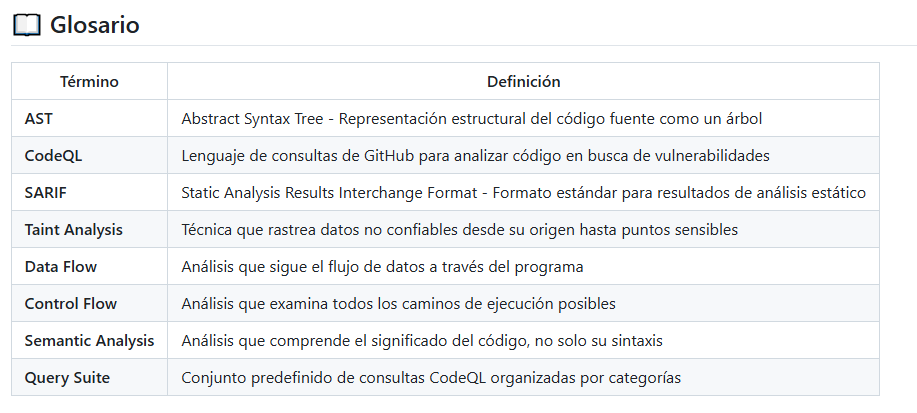 Glosario
Término Definición
AST Abstract Syntax Tree - Representación estructural del código fuente como un árbol
CodeQL Lenguaje de consultas de GitHub para analizar código en busca de vulnerabilidades
SARIF Static Analysis Results Interchange Format - Formato estándar para resultados de análisis estático
Taint Analysis Técnica que rastrea datos no confiables desde su origen hasta puntos sensibles
Data Flow Análisis que sigue el flujo de datos a través del programa
Control Flow Análisis que examina todos los caminos de ejecución posibles
Semantic Analysis Análisis que comprende el significado del código, no solo su sintaxis
Query Suite Conjunto predefinido de consultas CodeQL organizadas por categorías